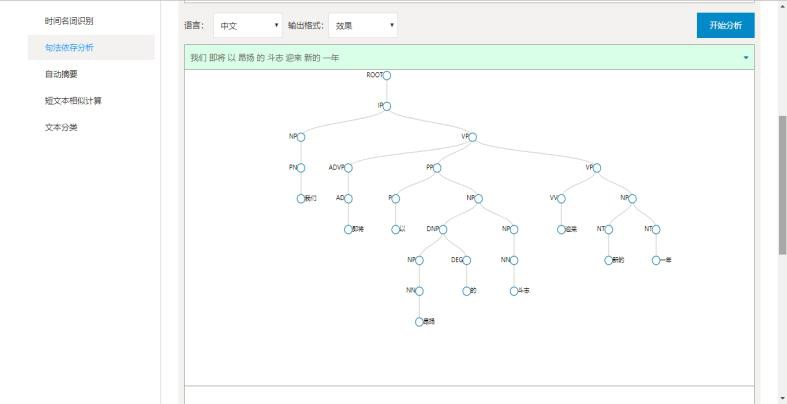 时间名词识别
句法依存分析
自动摘要
短文本相似计算
文本分类
语言： 中文 输出格式： 效果 开始分析
我们 即将 以 昂扬 的 斗志 迎来 新的 一年
ROOT
IP
NP VP
PN ADVP PP VP
我们 AD P NP VV NP
即将 以 DNP NP 迎来 NT NT
NP DEG NN 新的 一年
NN 的 斗志
昂扬